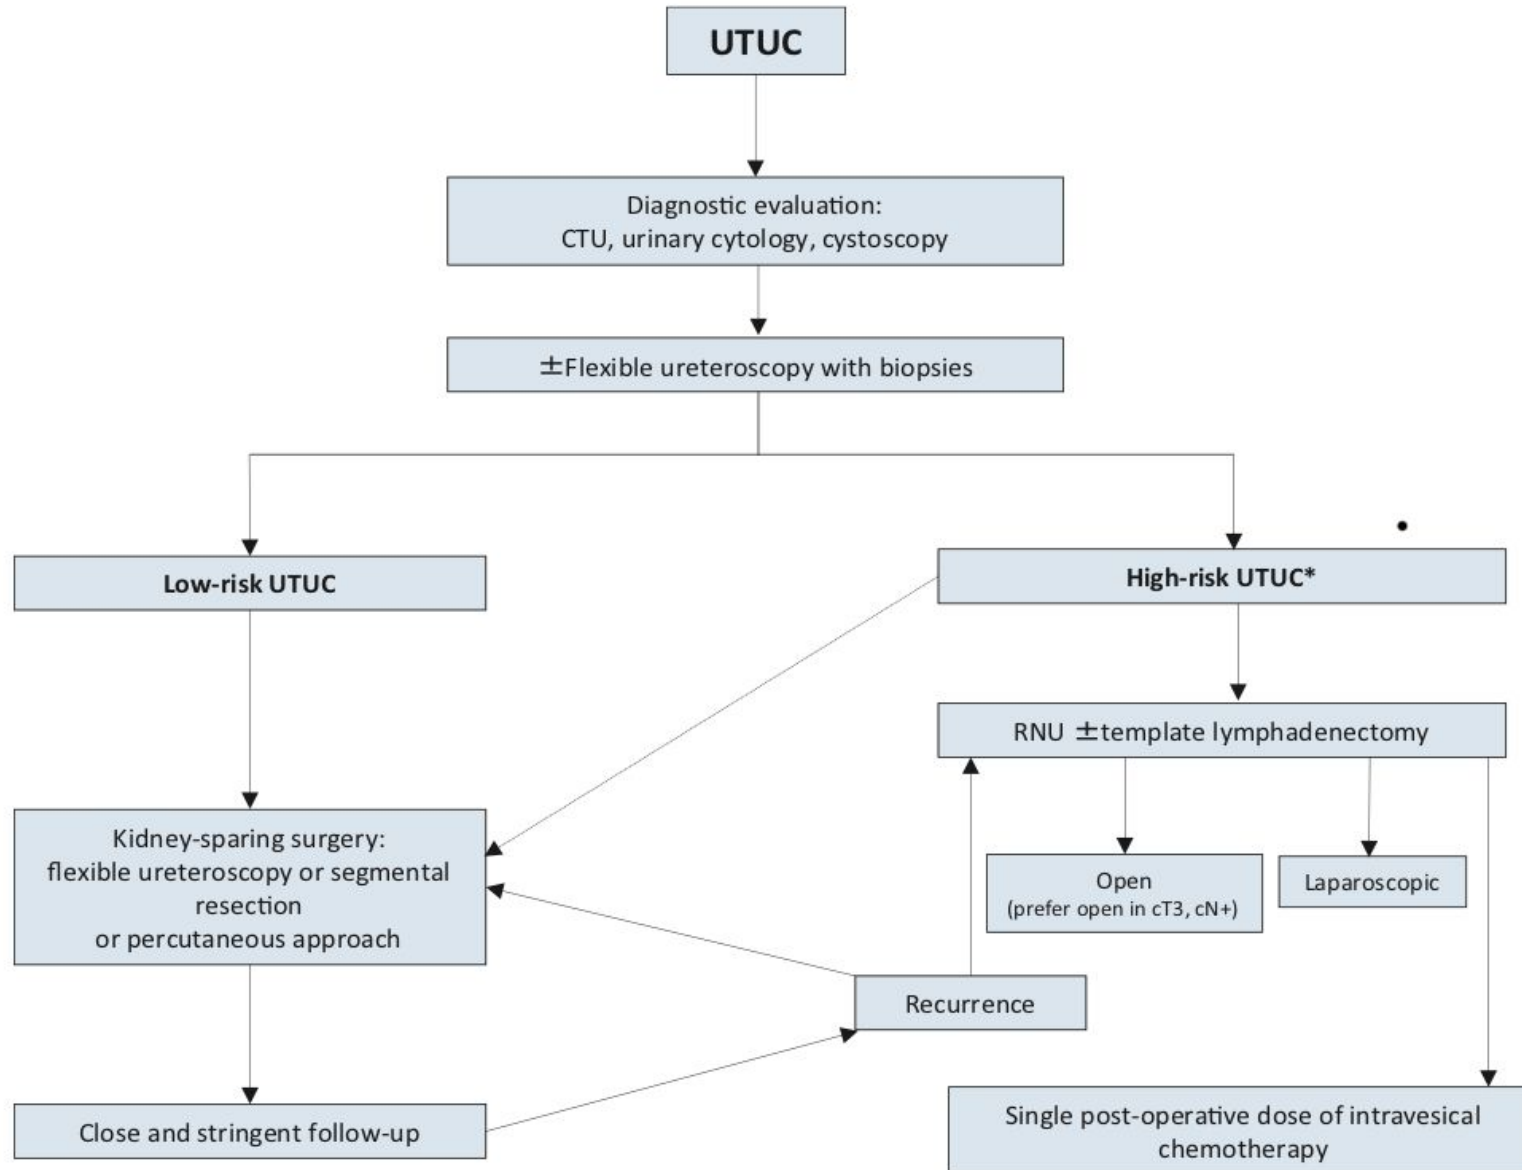 UTUC
Diagnostic evaluation:
CTU, urinary cytology, cystoscopy
±Flexible ureteroscopy with biopsies
Low-risk UTUC
High-risk UTUC*
RNU ±template lymphadenectomy
Kidney-sparing surgery:
flexible ureteroscopy or segmental
resection
or percutaneous approach
Open
(prefer open in cT3, cN+)
Laparoscopic
Recurrence
Close and stringent follow-up
Single post-operative dose of intravesical
chemotherapy